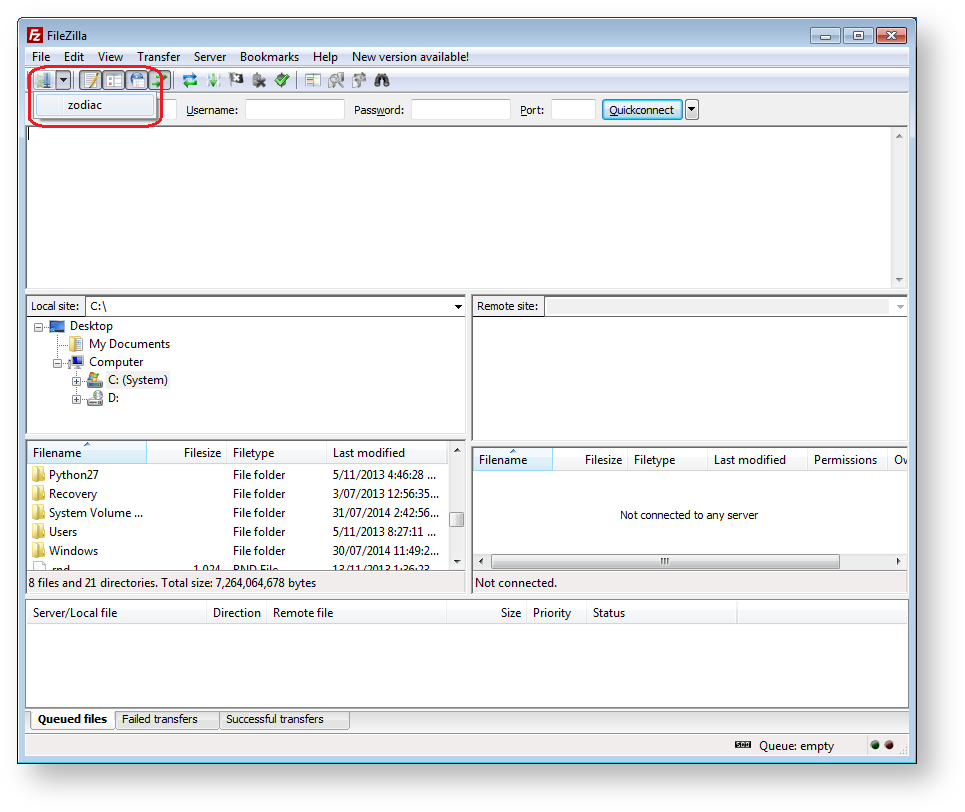 FileZilla
File Edit View Transfer Server Bookmarks Help New version available!
zodiac
Username: Password: Port: Quickconnect
Local site: C:\
Desktop
My Documents
Computer
C: (System)
D:
Remote site:
Filename Filesize Filetype Last modified
Python27 File folder 5/11/2013 4:46:28 ...
Recovery File folder 3/07/2013 12:56:35...
System Volume ... File folder 31/07/2014 2:42:56...
Users File folder 5/11/2013 8:27:11 ...
Windows File folder 30/07/2014 11:49:2...
.rnd 1,024 RND File 13/11/2013 1:36:23
8 files and 21 directories. Total size: 7,264,064,678 bytes
Filename Filesize Filetype Last modified Permissions Ow
Not connected to any server
Not connected.
Server/Local file Direction Remote file Size Priority Status
Queued files Failed transfers Successful transfers
Queue: empty